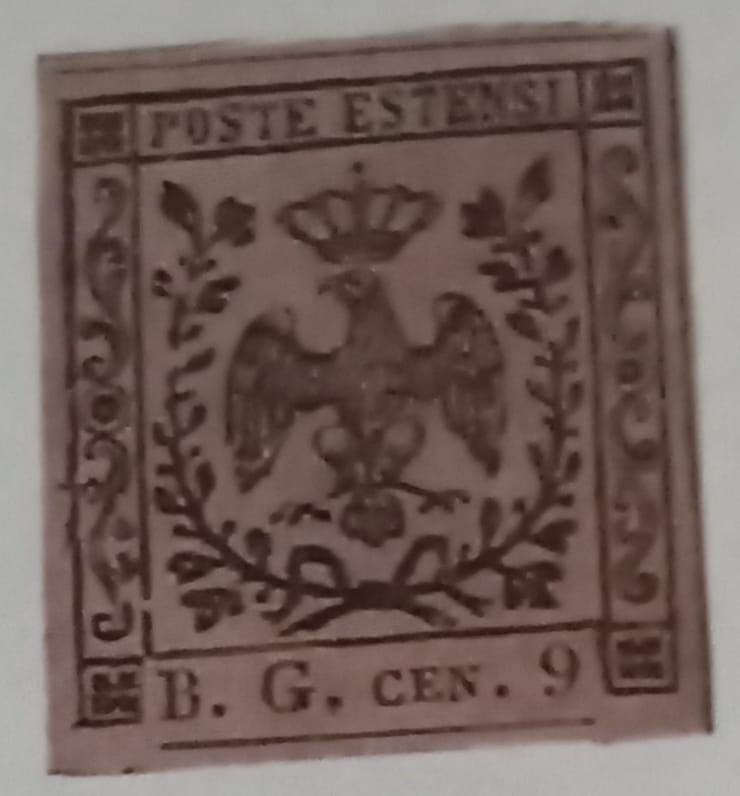 POSTE ESTENSI
B. G. CEN. 9